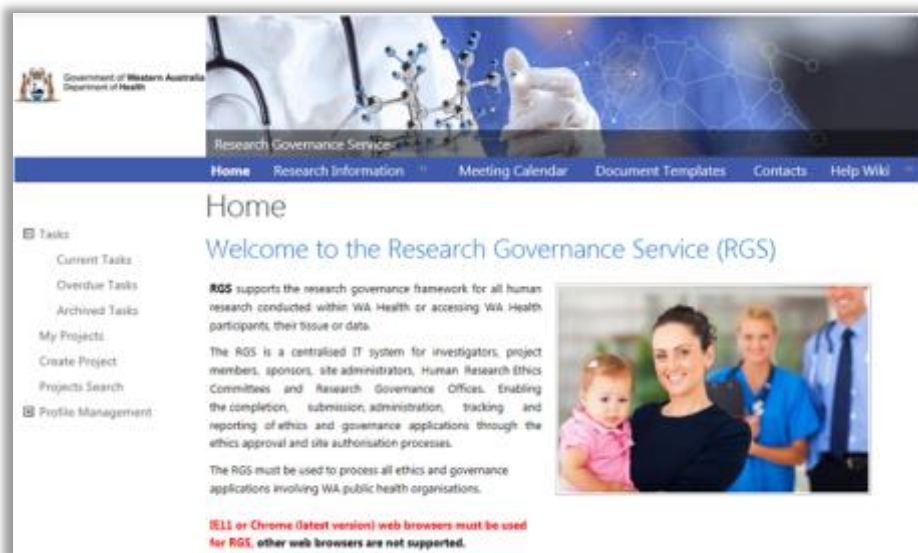 Government of Western Australia
Department of Health
Research Governance Service
Home Research Information Meeting Calendar Document Templates Contacts Help Wiki
Home
Tasks
Current Tasks
Overdue Tasks
Archived Tasks
My Projects
Create Project
Projects Search
Profile Management
Welcome to the Research Governance Service (RGS)
RGS supports the research governance framework for all human
research conducted within WA Health or accessing WA Health
participants, their tissue or data.
The RGS is a centralised IT system for investigators, project
members, sponsors, site administrators, Human Research Ethics
Committees and Research Governance Offices. Enabling
the completion, submission, administration, tracking and
reporting of ethics and governance applications through the
ethics approval and site authorisation processes.
The RGS must be used to process all ethics and governance
applications involving WA public health organisations.
IE11 or Chrome (latest version) web browsers must be used
for RGS, other web browsers are not supported.